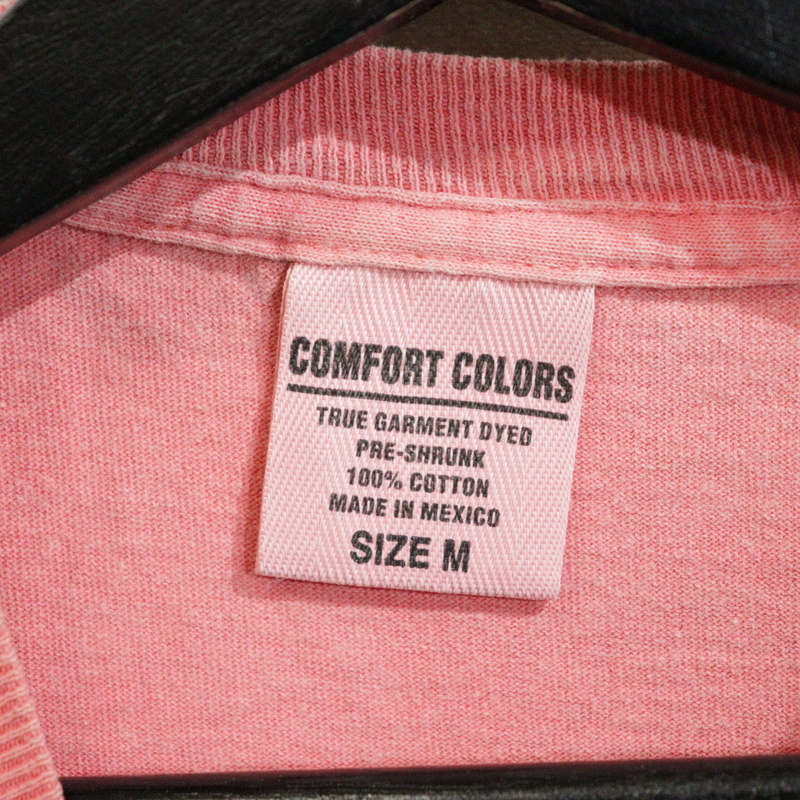 COMFORT COLORS
TRUE GARMENT DYED
PRE-SHRUNK
100% COTTON
MADE IN MEXICO
SIZE M